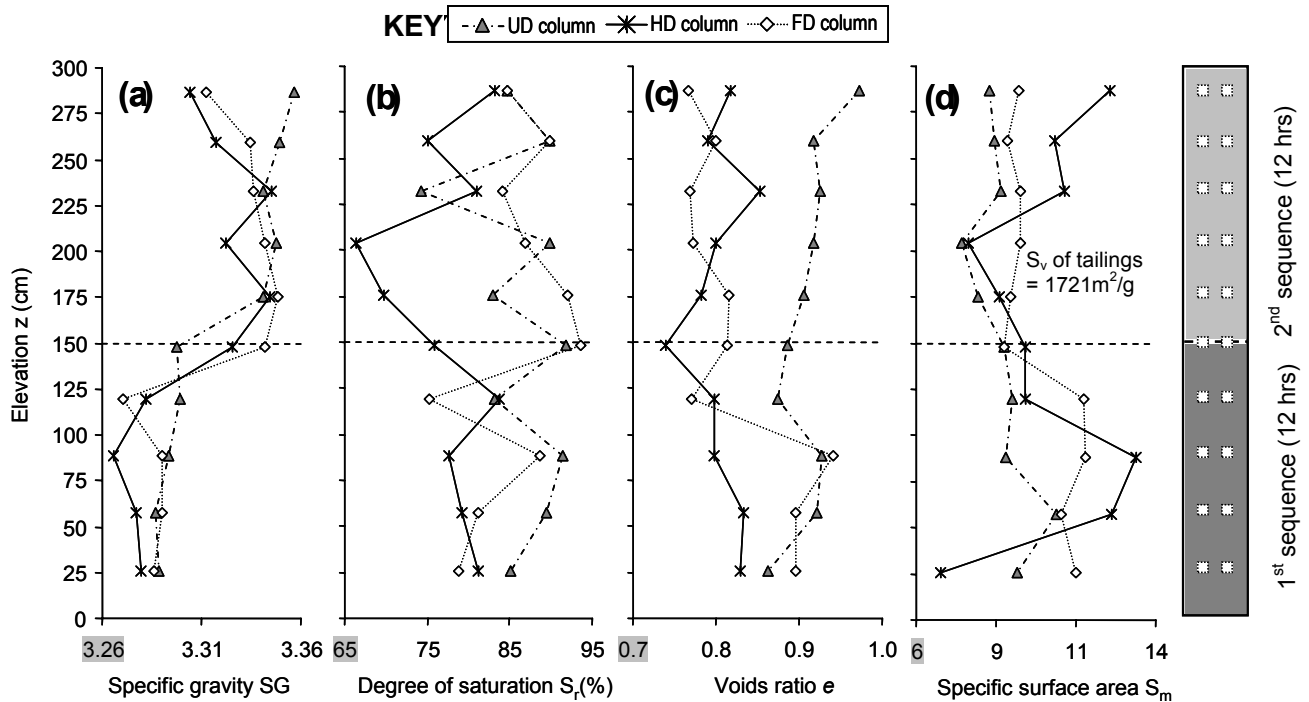 KEY
UD column
HD column
FD column
300
275
250
225
200
175
150
125
100
75
50
25
0
Elevation z (cm)
(a)
(b)
(c)
(d)
Sv of tailings
= 1721m²/g
3.26 3.31 3.36
65 75 85 95
0.7 0.8 0.9 1.0
6 9 11 14
Specific gravity SG
Degree of saturation Sr(%)
Voids ratio e
Specific surface area Sm
2nd sequence (12 hrs)
1st sequence (12 hrs)